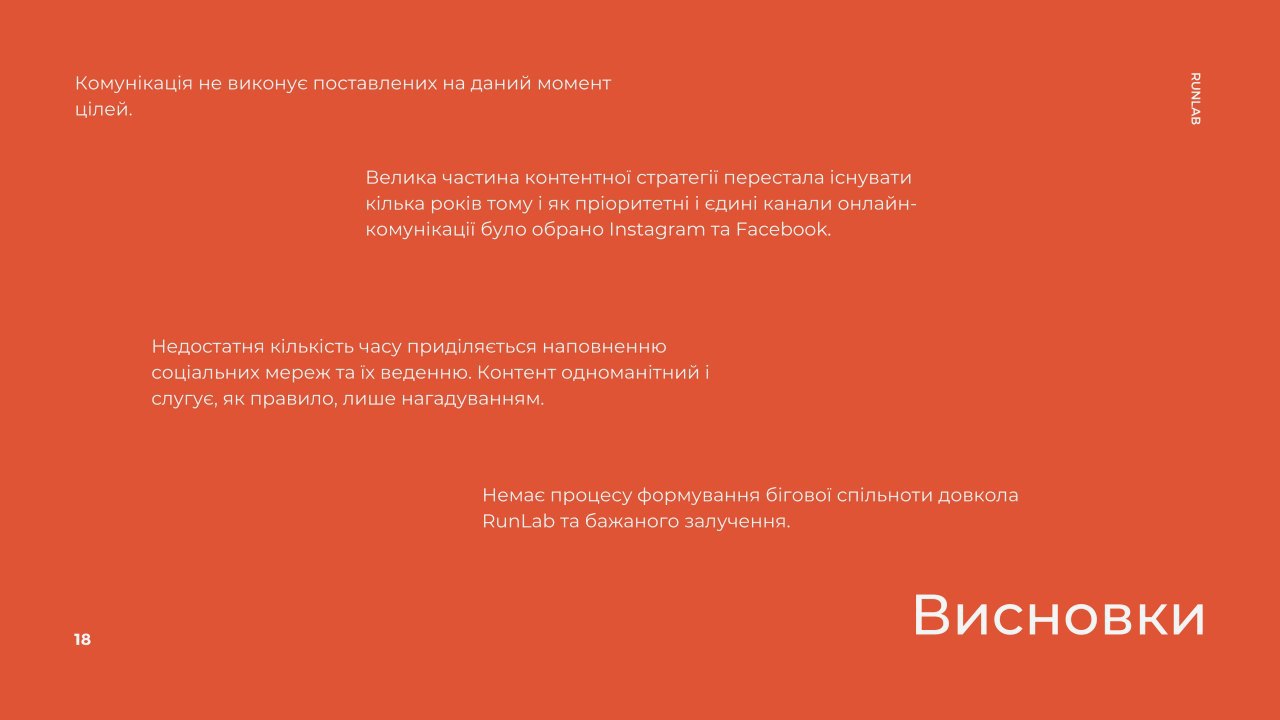 Комунікація не виконує поставлених на даний момент
цілей.
RUNLAB
Велика частина контентної стратегії перестала існувати
кілька років тому і як пріоритетні і єдині канали онлайн-
комунікації було обрано Instagram та Facebook.
Недостатня кількість часу приділяється наповненню
соціальних мереж та їх веденню. Контент одноманітний і
слугує, як правило, лише нагадуванням.
Немає процесу формування бігової спільноти довкола
RunLab та бажаного залучення.
Висновки
18